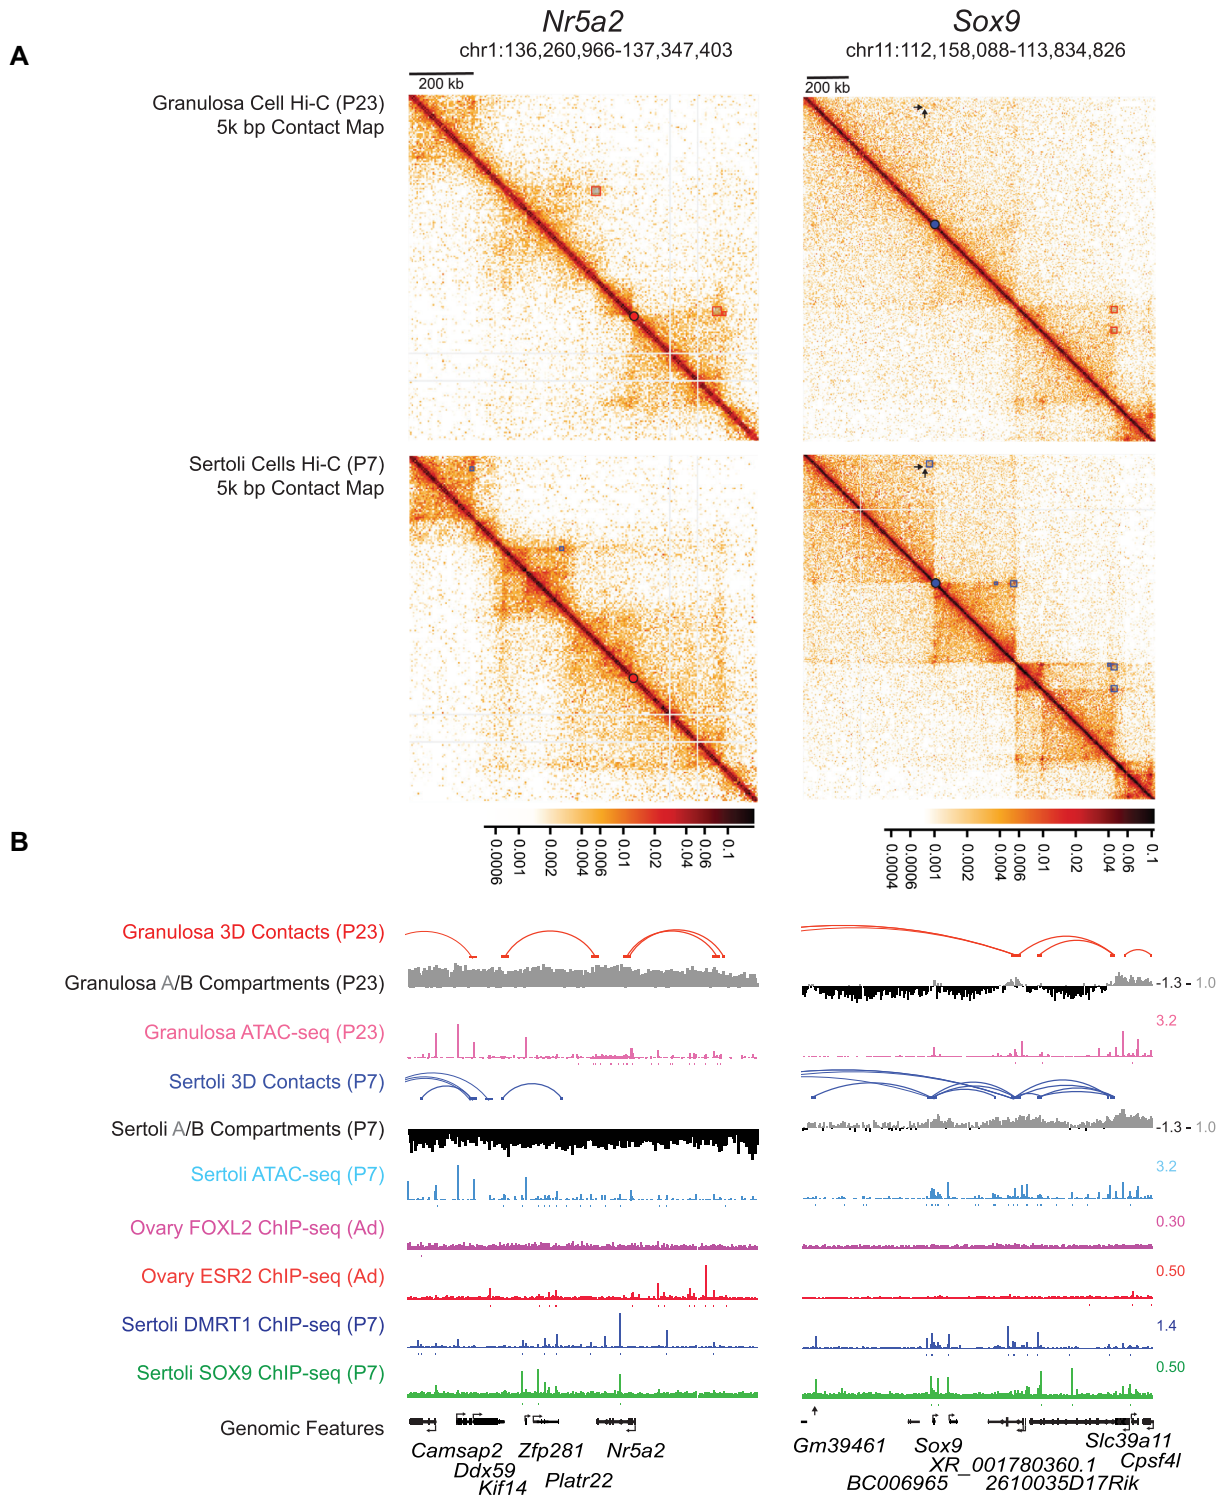 Nr5a2
chr1:136,260,966-137,347,403
Sox9
chr11:112,158,088-113,834,826
A
200 kb
200 kb
Granulosa Cell Hi-C (P23)
5k bp Contact Map
Sertoli Cells Hi-C (P7)
5k bp Contact Map
0.0006
0.001
0.002
0.004
0.006
0.01
0.02
0.04
0.06
0.1
0.0004
0.0006
0.001
0.002
0.004
0.006
0.01
0.02
0.04
0.06
0.1
B
Granulosa 3D Contacts (P23)
Granulosa A/B Compartments (P23)
-1.3 - 1.0
Granulosa ATAC-seq (P23)
3.2
Sertoli 3D Contacts (P7)
Sertoli A/B Compartments (P7)
-1.3 - 1.0
Sertoli ATAC-seq (P7)
3.2
Ovary FOXL2 ChIP-seq (Ad)
0.30
Ovary ESR2 ChIP-seq (Ad)
0.50
Sertoli DMRT1 ChIP-seq (P7)
1.4
Sertoli SOX9 ChIP-seq (P7)
0.50
Genomic Features
Camsap2
Ddx59
Kif14
Zfp281
Platr22
Nr5a2
Gm39461
BC006965
Sox9
XR_001780360.1
2610035D17Rik
Slc39a11
Cpsf4l